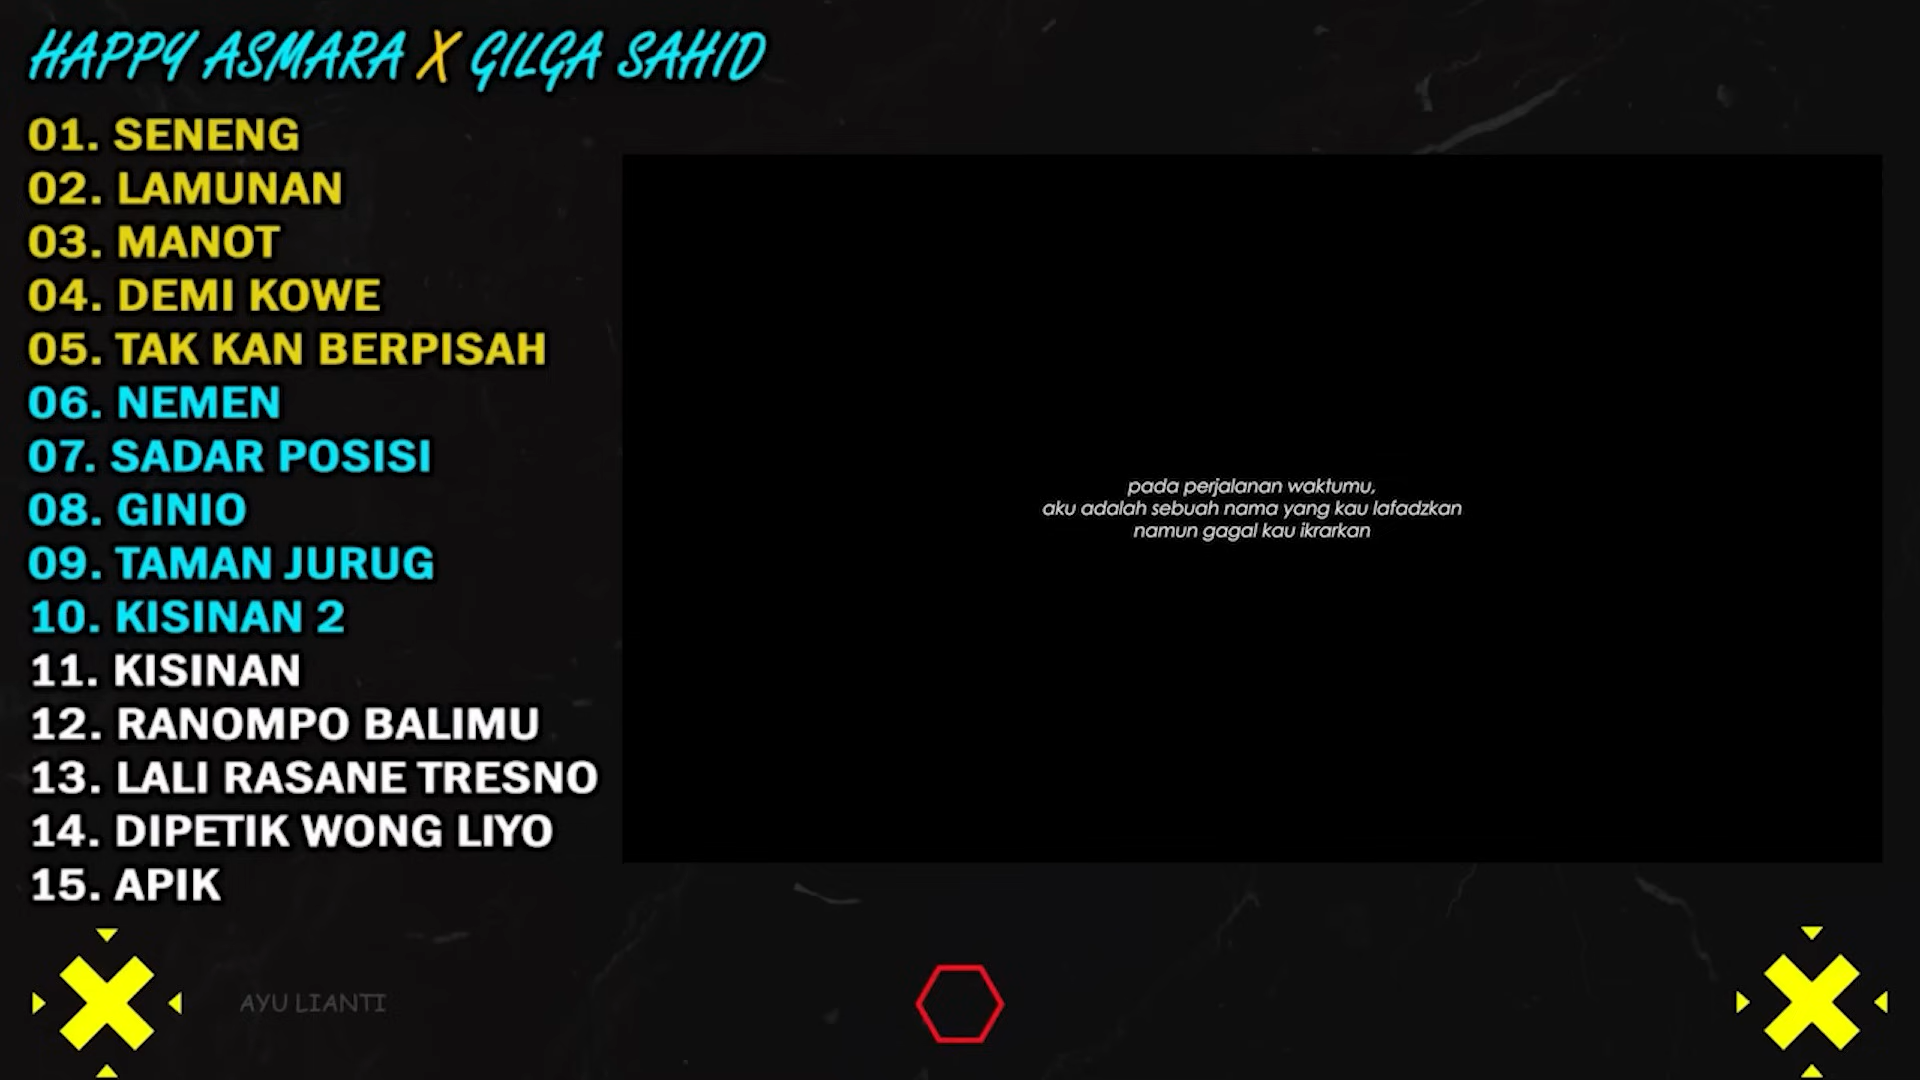 HAPPY ASMARA X GILGA SAHID
01. SENENG
02. LAMUNAN
03. MANOT
04. DEMI KOWE
05. TAK KAN BERPISAH
06. NEMEN
07. SADAR POSISI
08. GINIO
09. TAMAN JURUG
10. KISINAN 2
11. KISINAN
12. RANOMPO BALIMU
13. LALI RASANE TRESNO
14. DIPETIK WONG LIYO
15. APIK
pada perjalanan waktumu,
aku adalah sebuah nama yang kau lafadzkan
namun gagal kau ikrarkan
AYU LIANTI